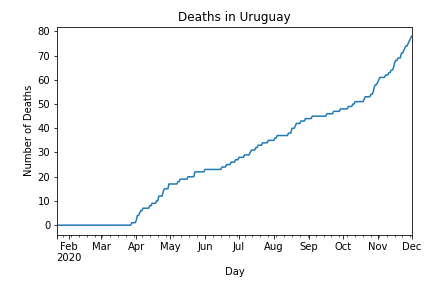 Deaths in Uruguay
Number of Deaths
80
70
60
50
40
30
20
10
0
Feb Mar Apr May Jun Jul Aug Sep Oct Nov Dec
2020
Day